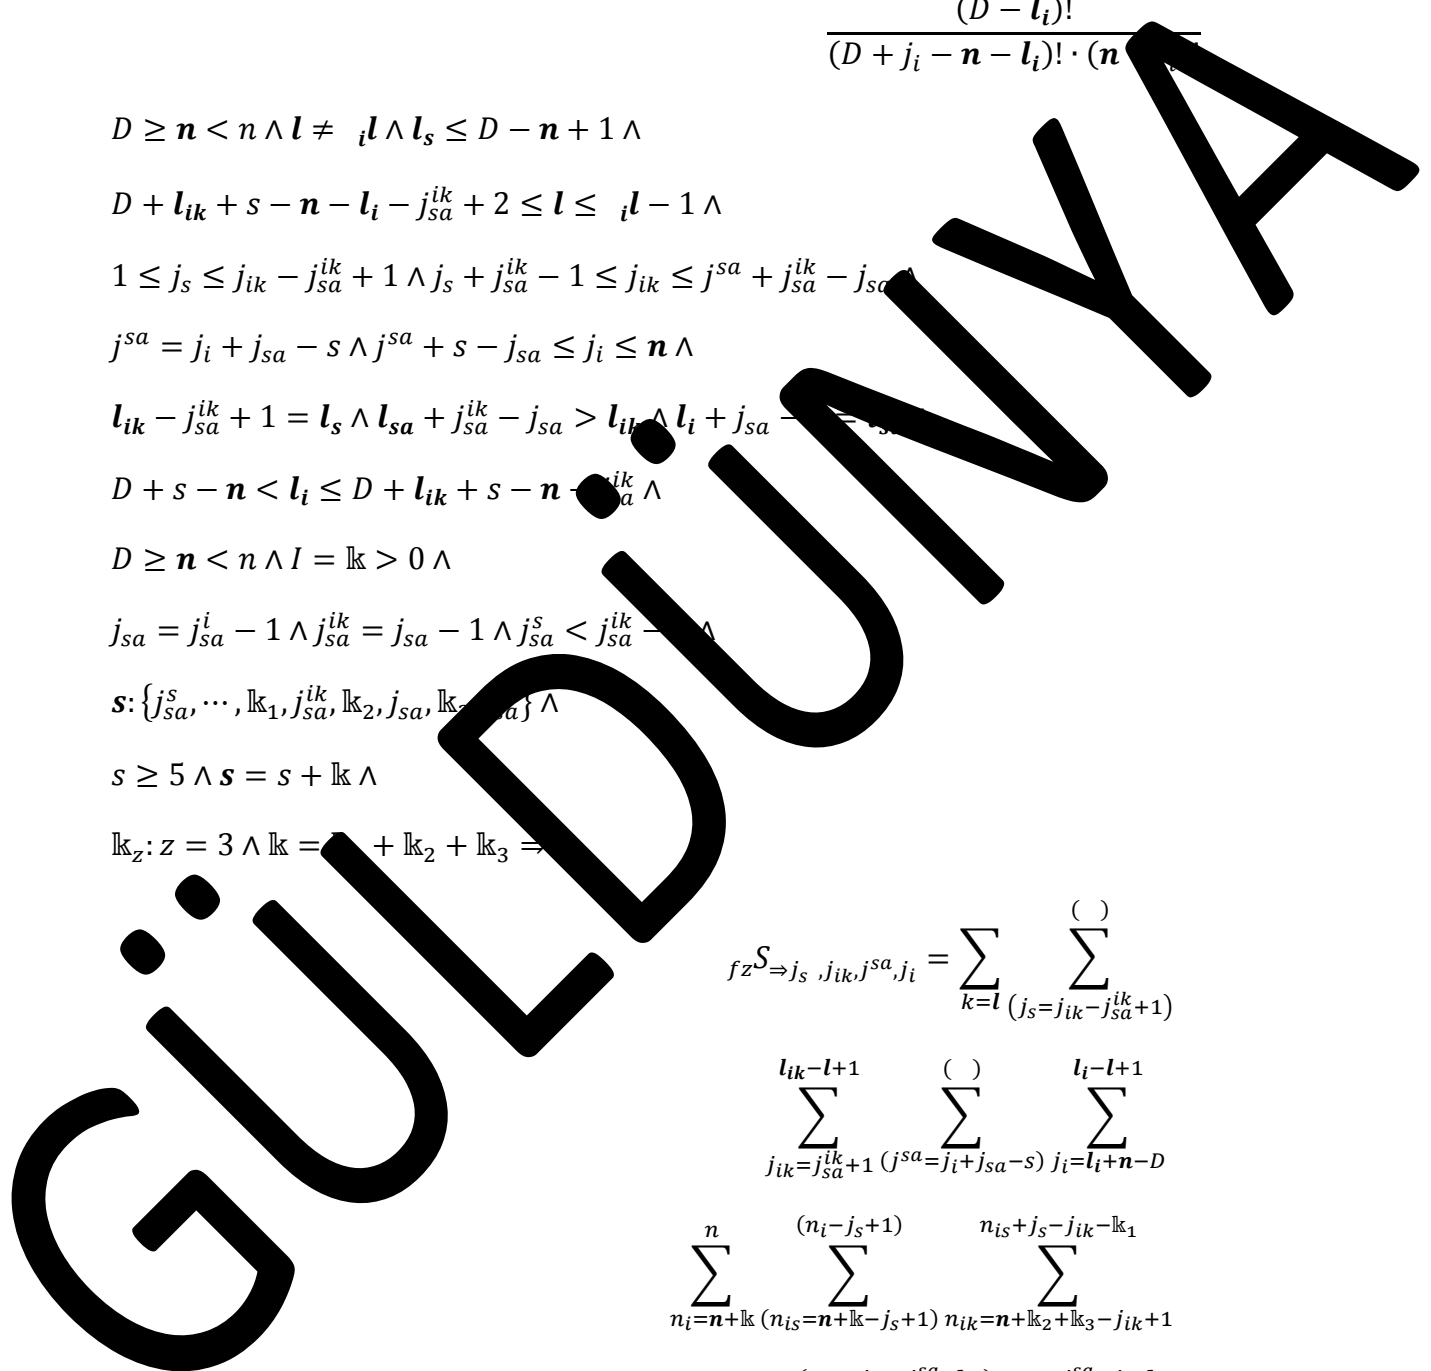 (D − l_i)!
(D + j_i − n − l_i)! · (n
D ≥ n < n ∧ l ≠ _il ∧ l_s ≤ D − n + 1 ∧
D + l_ik + s − n − l_i − j_sa^ik + 2 ≤ l ≤ _il − 1 ∧
1 ≤ j_s ≤ j_ik − j_sa^ik + 1 ∧ j_s + j_sa^ik − 1 ≤ j_ik ≤ j^sa + j_sa^ik − j_sa ∧
j^sa = j_i + j_sa − s ∧ j^sa + s − j_sa ≤ j_i ≤ n ∧
l_ik − j_sa^ik + 1 = l_s ∧ l_sa + j_sa^ik − j_sa > l_ik ∧ l_i + j_sa − =
D + s − n < l_i ≤ D + l_ik + s − n − j_sa^ik ∧
D ≥ n < n ∧ I = 𝕜 > 0 ∧
j_sa = j_sa^i − 1 ∧ j_sa^ik = j_sa − 1 ∧ j_sa^s < j_sa^ik − ∧
s: {j_sa^s, ⋯ , 𝕜_1, j_sa^ik, 𝕜_2, j_sa, 𝕜 } ∧
s ≥ 5 ∧ s = s + 𝕜 ∧
𝕜_z: z = 3 ∧ 𝕜 = + 𝕜_2 + 𝕜_3 ⇒
( )
_fzS_⇒j_s ,j_ik,j^sa,j_i = ∑ ∑
k=l (j_s=j_ik−j_sa^ik+1)
l_ik−l+1 ( ) l_i−l+1
∑ ∑ ∑
j_ik=j_sa^ik+1 (j^sa=j_i+j_sa−s) j_i=l_i+n−D
n (n_i−j_s+1) n_is+j_s−j_ik−𝕜_1
∑ ∑ ∑
n_i=n+𝕜 (n_is=n+𝕜−j_s+1) n_ik=n+𝕜_2+𝕜_3−j_ik+1
GÜLDÜNYA